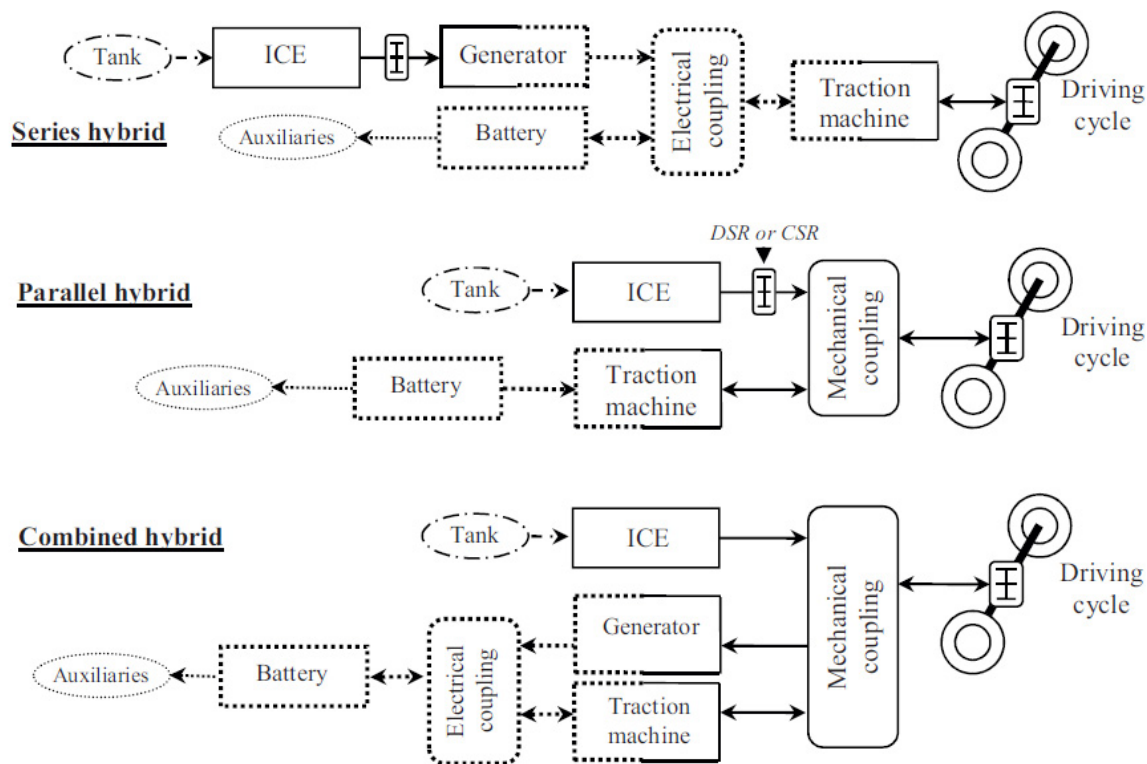 Tank
ICE
Generator
Electrical
coupling
Traction
machine
Driving
cycle
Series hybrid
Auxiliaries
Battery
DSR or CSR
Parallel hybrid
Tank
ICE
Mechanical
coupling
Driving
cycle
Auxiliaries
Battery
Traction
machine
Combined hybrid
Tank
ICE
Mechanical
coupling
Driving
cycle
Generator
Auxiliaries
Battery
Electrical
coupling
Traction
machine